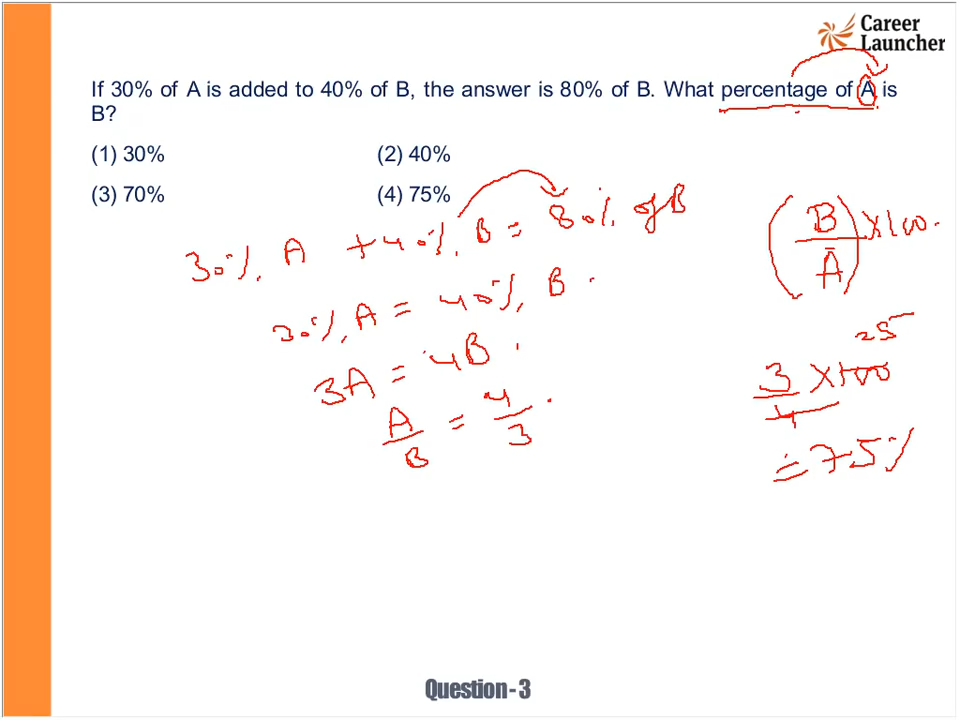 Career
Launcher
If 30% of A is added to 40% of B, the answer is 80% of B. What percentage of A is
B?
(1) 30% (2) 40%
(3) 70% (4) 75%
30% A + 40% B = 80% of B
30% A = 40% B
3A = 4B
A/B = 4/3
(B/A) × 100
25
3/4 × 100
= 75%
Question - 3